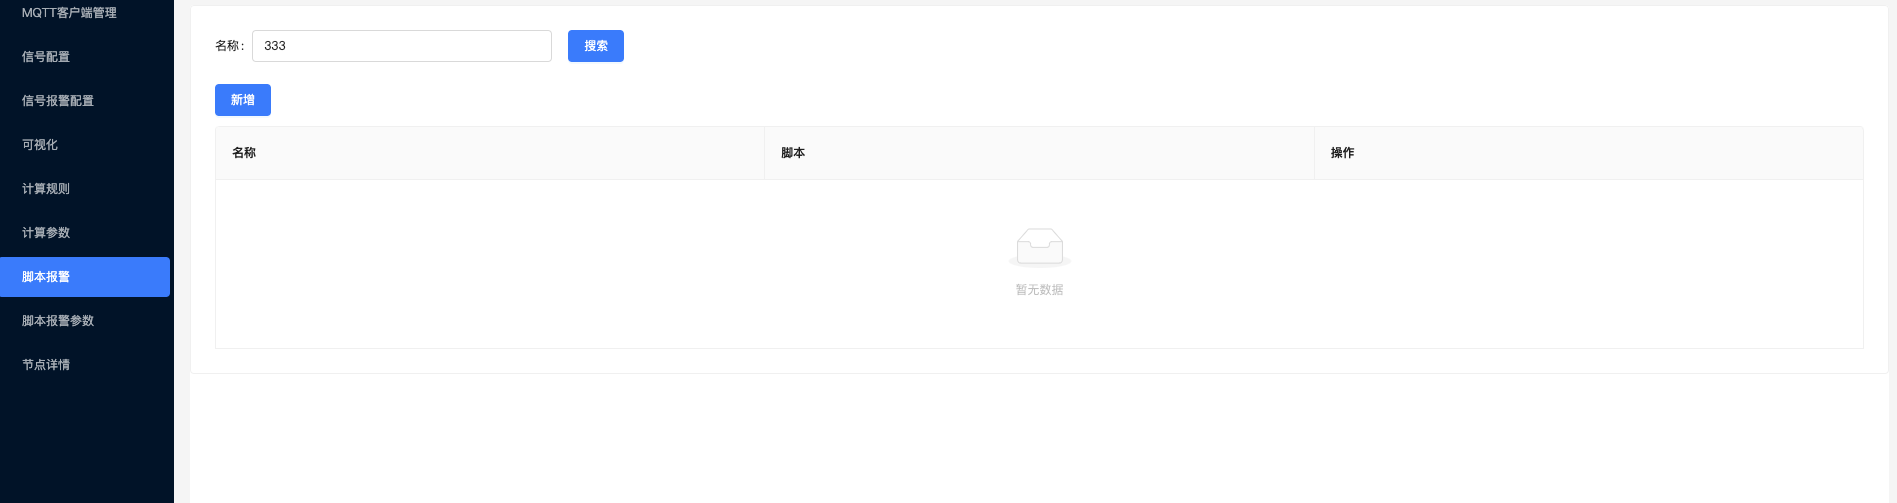 MQTT客户端管理
信号配置
信号报警配置
可视化
计算规则
计算参数
脚本报警
脚本报警参数
节点详情
名称： 333 搜索
新增
名称 脚本 操作
暂无数据